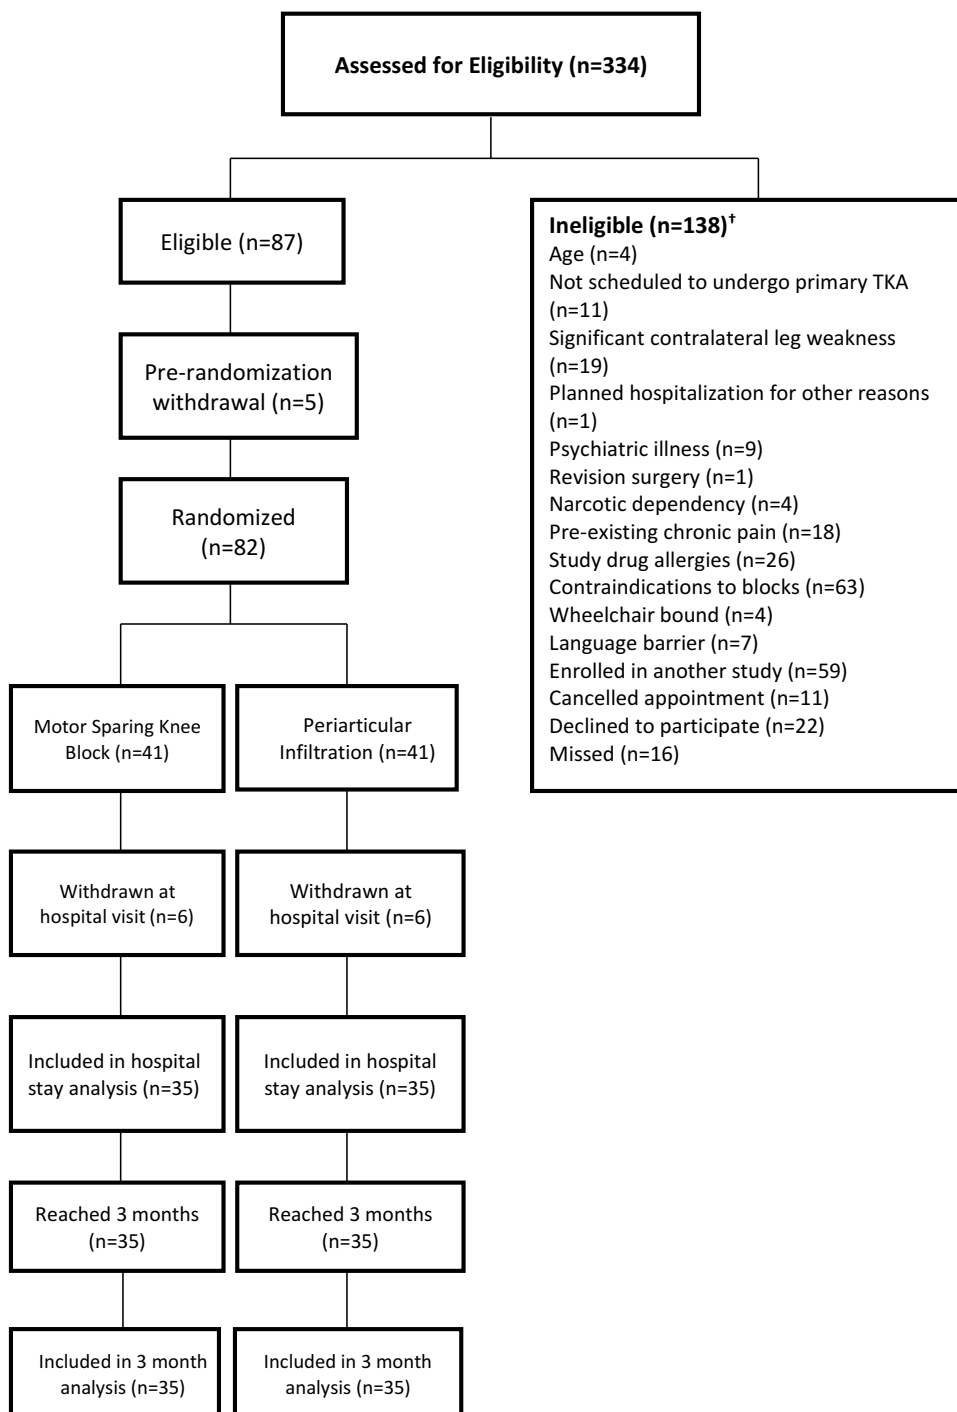 Assessed for Eligibility (n=334)
Eligible (n=87)
Pre-randomization
withdrawal (n=5)
Randomized
(n=82)
Motor Sparing Knee
Block (n=41)
Periarticular
Infiltration (n=41)
Withdrawn at
hospital visit (n=6)
Withdrawn at
hospital visit (n=6)
Included in hospital
stay analysis (n=35)
Included in hospital
stay analysis (n=35)
Reached 3 months
(n=35)
Reached 3 months
(n=35)
Included in 3 month
analysis (n=35)
Included in 3 month
analysis (n=35)
Ineligible (n=138)†
Age (n=4)
Not scheduled to undergo primary TKA
(n=11)
Significant contralateral leg weakness
(n=19)
Planned hospitalization for other reasons
(n=1)
Psychiatric illness (n=9)
Revision surgery (n=1)
Narcotic dependency (n=4)
Pre-existing chronic pain (n=18)
Study drug allergies (n=26)
Contraindications to blocks (n=63)
Wheelchair bound (n=4)
Language barrier (n=7)
Enrolled in another study (n=59)
Cancelled appointment (n=11)
Declined to participate (n=22)
Missed (n=16)